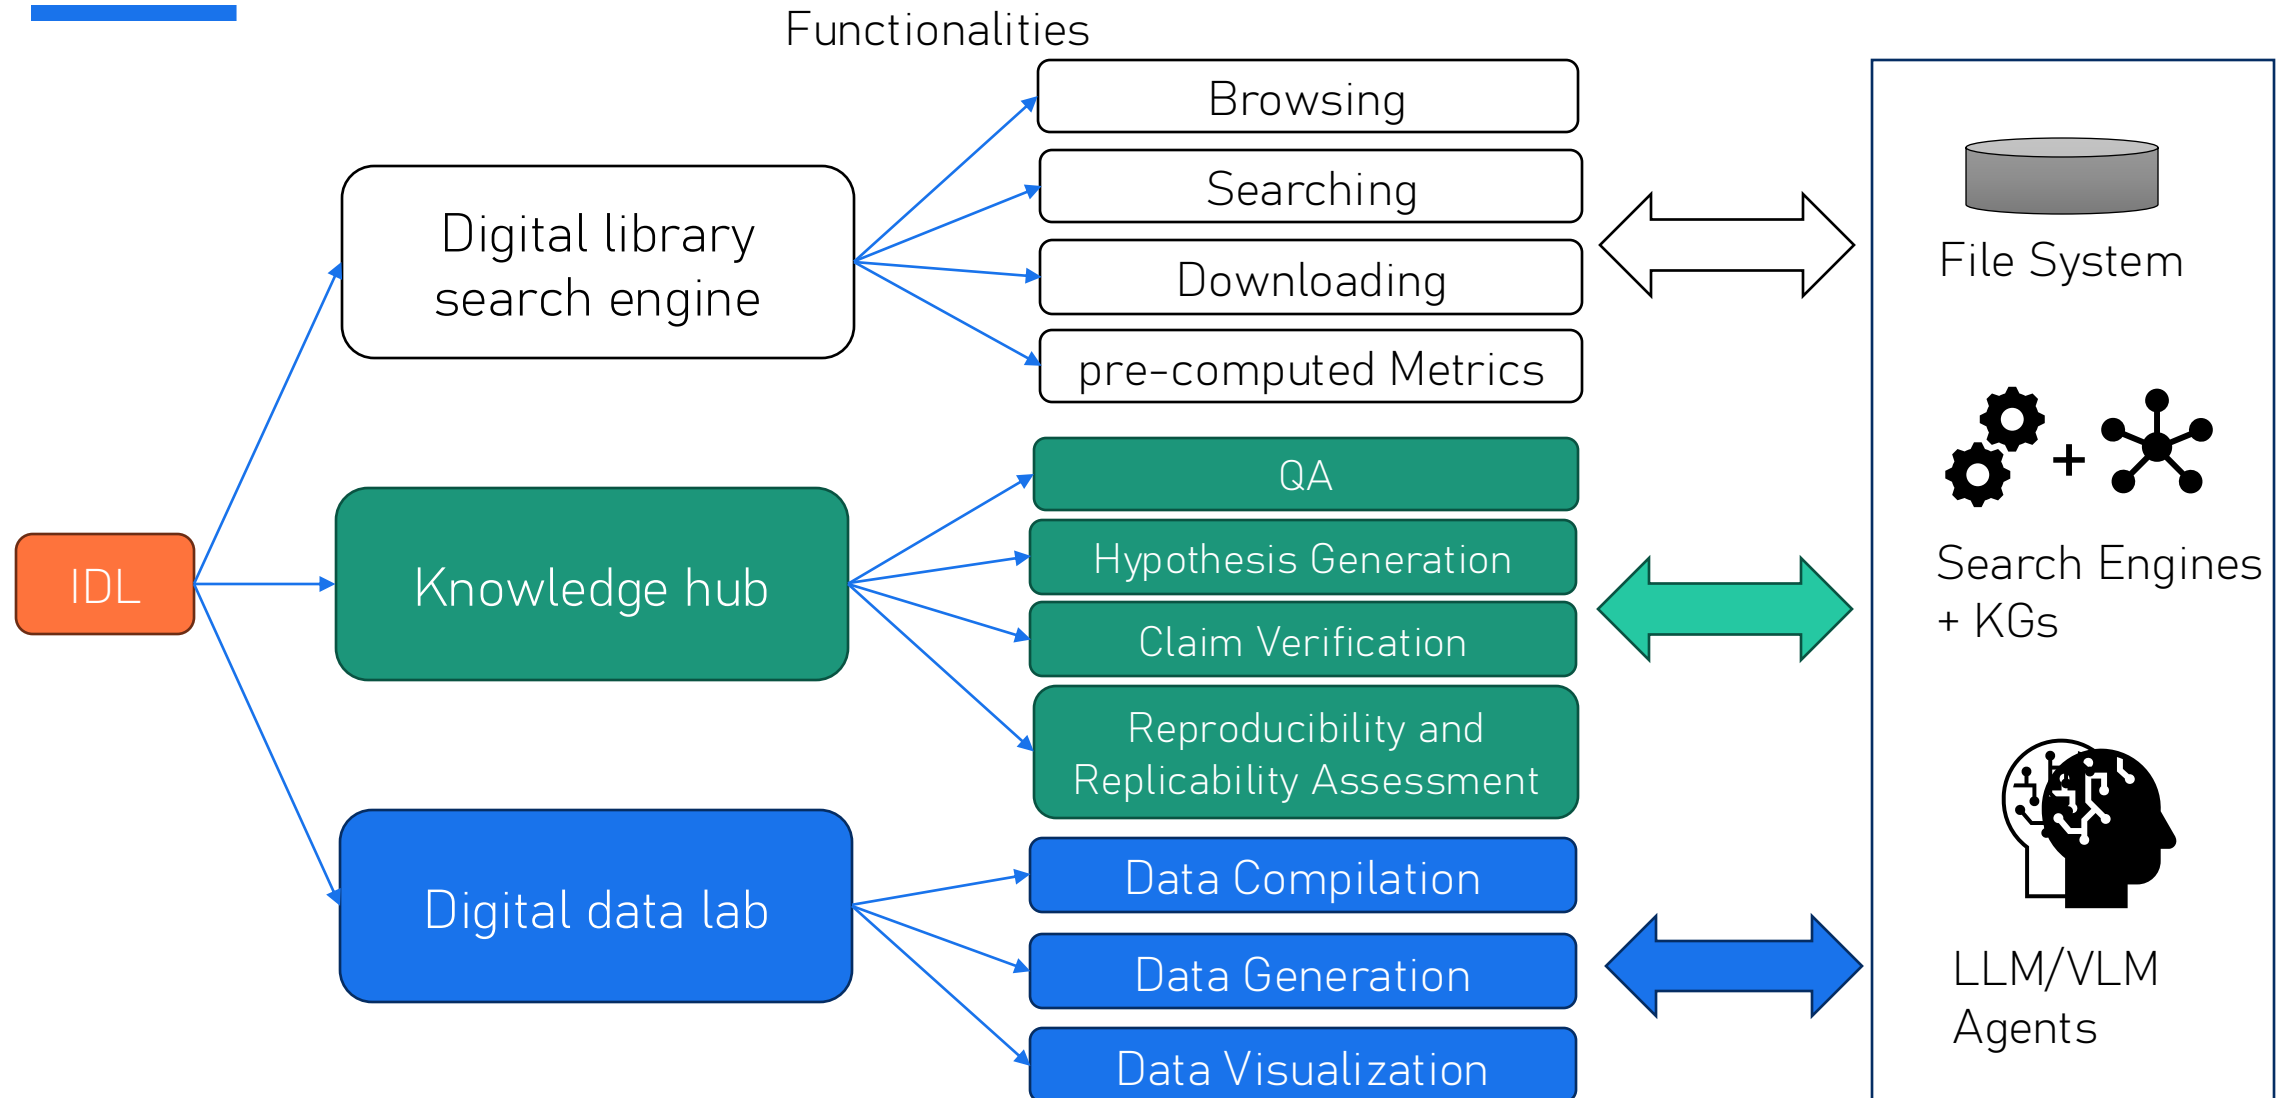 Functionalities
IDL
Digital library
search engine
Browsing
Searching
Downloading
pre-computed Metrics
Knowledge hub
QA
Hypothesis Generation
Claim Verification
Reproducibility and
Replicability Assessment
Digital data lab
Data Compilation
Data Generation
Data Visualization
File System
+
Search Engines
+ KGs
LLM/VLM
Agents